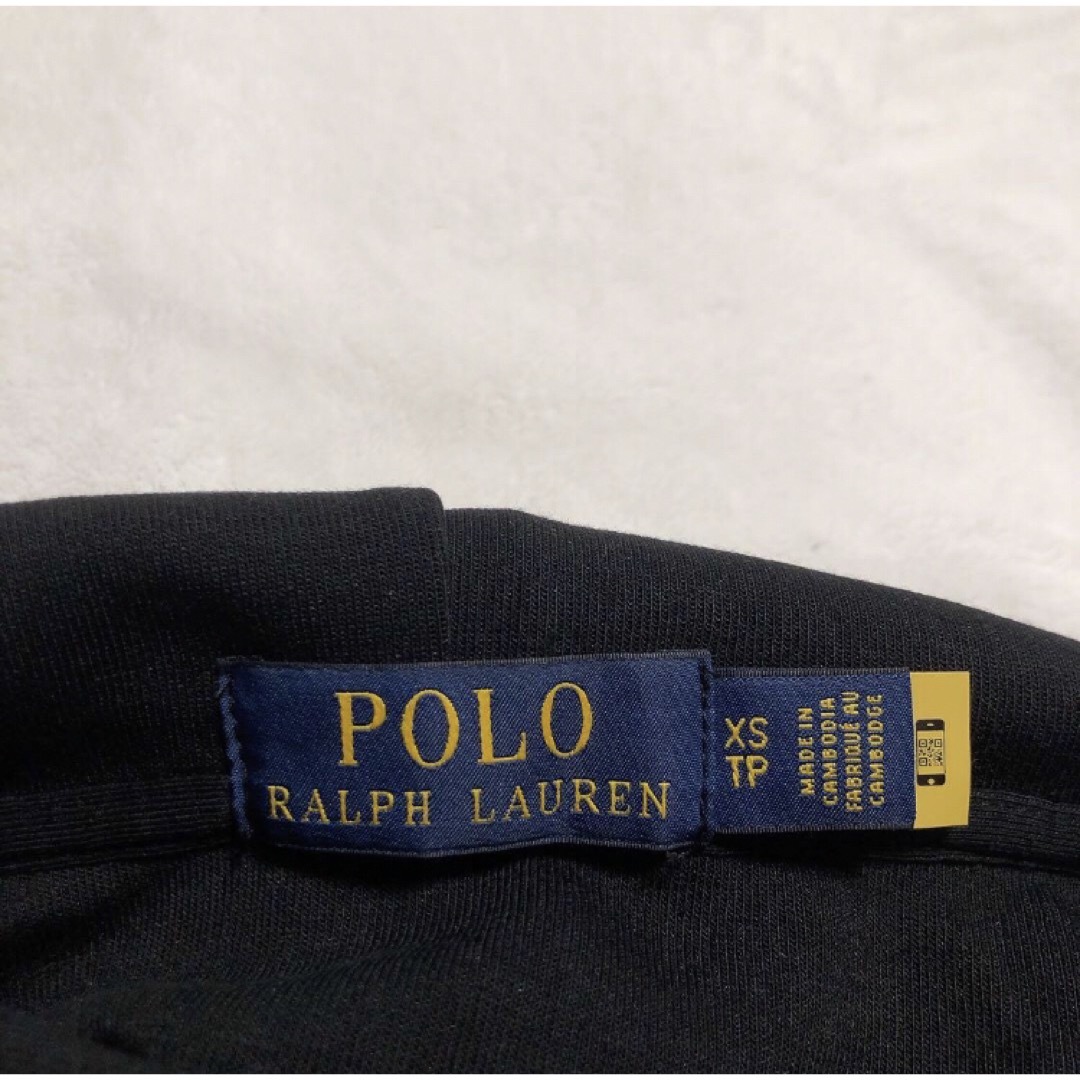 POLO
RALPH LAUREN
XS
TP
MADE IN
CAMBODIA
FABRIQUÉ AU
CAMBODGE